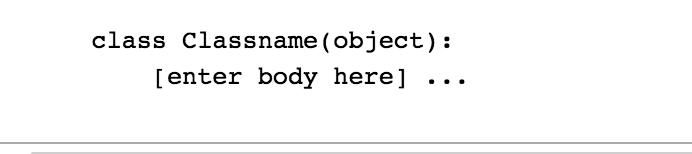 class Classname(object):
[enter body here] ...